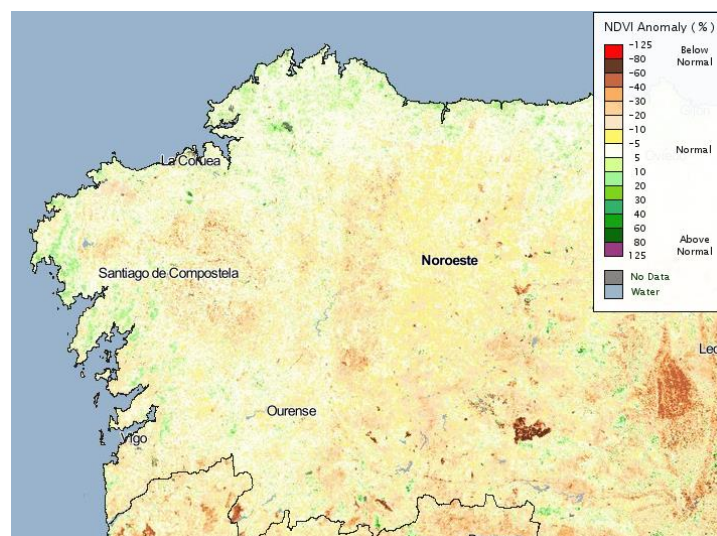 NDVI Anomaly (%)
-125
Below
-80
Normal
-60
-40
-30
-20
-10
-5
Normal
5
10
20
30
40
60
80
Above
125
Normal
No Data
Water
La Coruea
Noroeste
Santiago de Compostela
Ourense
Vigo